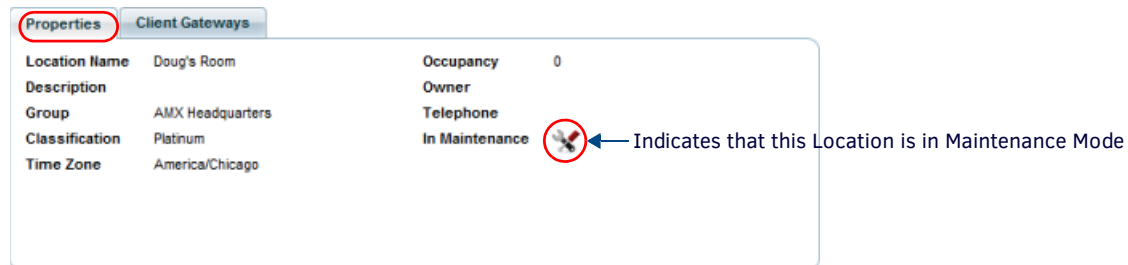 Properties Client Gateways
Location Name Doug's Room Occupancy 0
Description Owner
Group AMX Headquarters Telephone
Classification Platinum In Maintenance Indicates that this Location is in Maintenance Mode
Time Zone America/Chicago